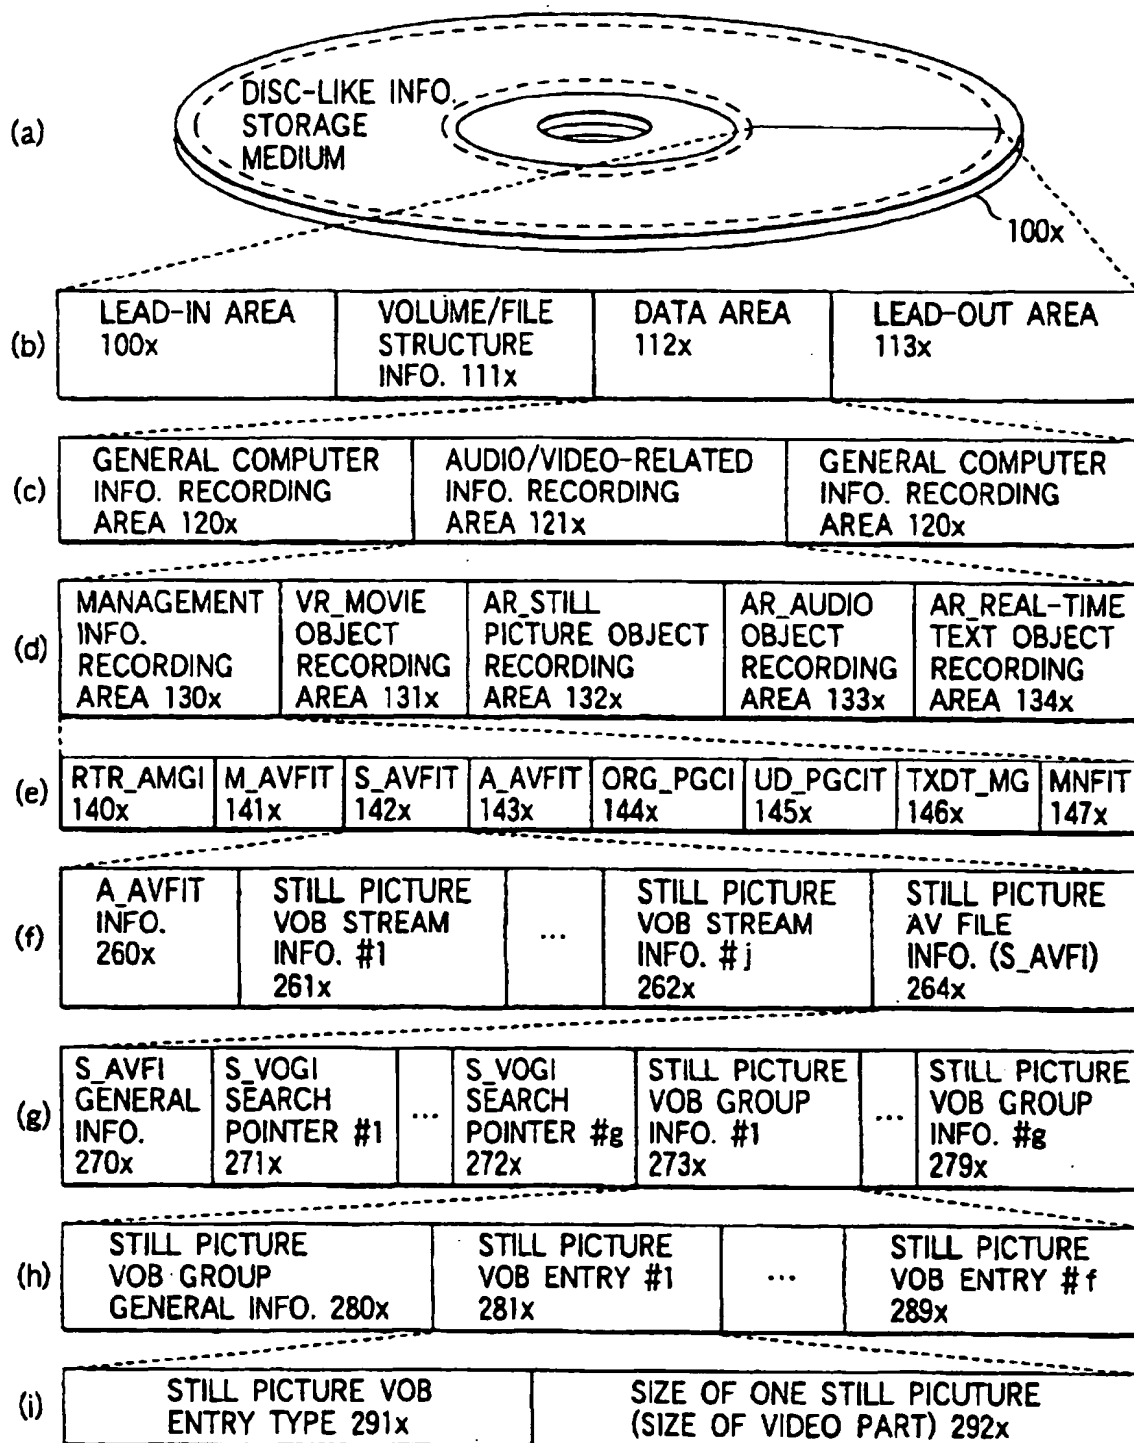 (a)
DISC-LIKE INFO.
STORAGE
MEDIUM
100x
(b)
LEAD-IN AREA
100x
VOLUME/FILE
STRUCTURE
INFO. 111x
DATA AREA
112x
LEAD-OUT AREA
113x
(c)
GENERAL COMPUTER
INFO. RECORDING
AREA 120x
AUDIO/VIDEO-RELATED
INFO. RECORDING
AREA 121x
GENERAL COMPUTER
INFO. RECORDING
AREA 120x
(d)
MANAGEMENT
INFO.
RECORDING
AREA 130x
VR_MOVIE
OBJECT
RECORDING
AREA 131x
AR_STILL
PICTURE OBJECT
RECORDING
AREA 132x
AR_AUDIO
OBJECT
RECORDING
AREA 133x
AR_REAL-TIME
TEXT OBJECT
RECORDING
AREA 134x
(e)
RTR_AMGI
140x
M_AVFIT
141x
S_AVFIT
142x
A_AVFIT
143x
ORG_PGCI
144x
UD_PGCIT
145x
TXDT_MG
146x
MNFIT
147x
(f)
A_AVFIT
INFO.
260x
STILL PICTURE
VOB STREAM
INFO. #1
261x
...
STILL PICTURE
VOB STREAM
INFO. #j
262x
STILL PICTURE
AV FILE
INFO. (S_AVFI)
264x
(g)
S_AVFI
GENERAL
INFO.
270x
S_VOGI
SEARCH
POINTER #1
271x
...
S_VOGI
SEARCH
POINTER #g
272x
STILL PICTURE
VOB GROUP
INFO. #1
273x
...
STILL PICTURE
VOB GROUP
INFO. #g
279x
(h)
STILL PICTURE
VOB GROUP
GENERAL INFO. 280x
STILL PICTURE
VOB ENTRY #1
281x
...
STILL PICTURE
VOB ENTRY #f
289x
(i)
STILL PICTURE VOB
ENTRY TYPE 291x
SIZE OF ONE STILL PICUTURE
(SIZE OF VIDEO PART) 292x